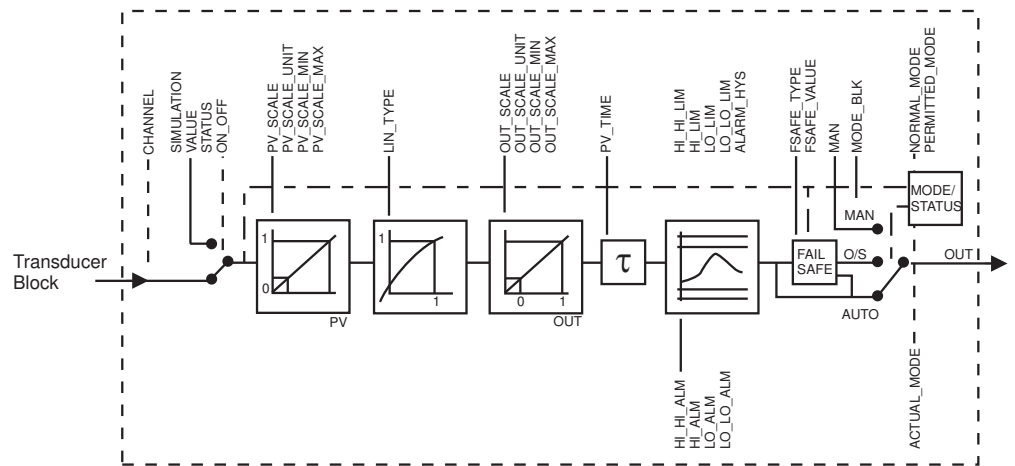 CHANNEL
SIMULATION
VALUE
STATUS
ON_OFF
PV_SCALE
PV_SCALE_UNIT
PV_SCALE_MIN
PV_SCALE_MAX
LIN_TYPE
OUT_SCALE
OUT_SCALE_UNIT
OUT_SCALE_MIN
OUT_SCALE_MAX
PV_TIME
HI_HI_LIM
HI_LIM
LO_LIM
LO_LO_LIM
ALARM_HYS
FSAFE_TYPE
FSAFE_VALUE
MAN
MODE_BLK
NORMAL_MODE
PERMITTED_MODE
MODE/
STATUS
Transducer
Block
1
0
PV
1
1
0
1
OUT
τ
FAIL
SAFE
MAN
O/S
AUTO
OUT
HI_HI_ALM
HI_ALM
LO_ALM
LO_LO_ALM
ACTUAL_MODE